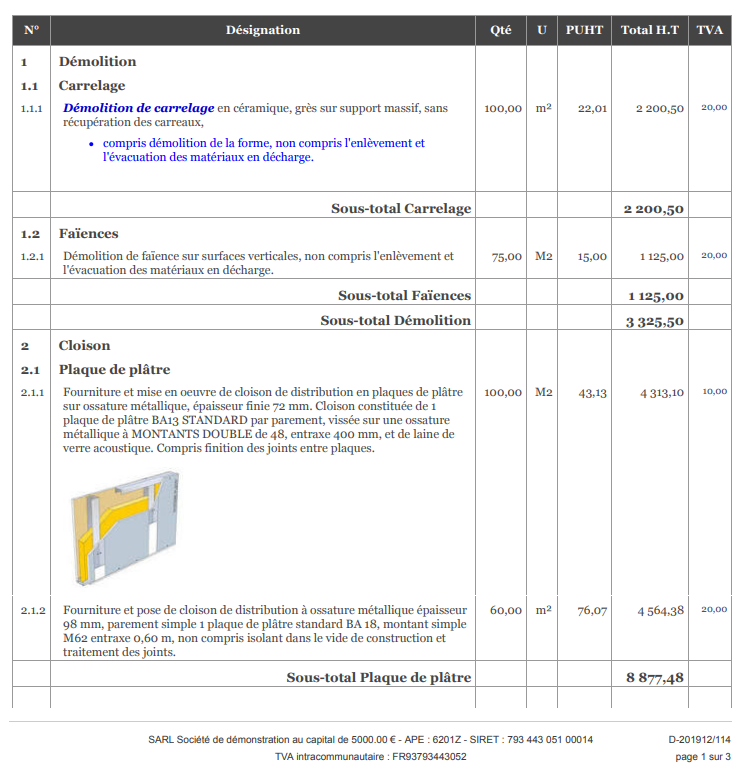 N° Désignation Qté U PUHT Total H.T TVA
1 Démolition
1.1 Carrelage
1.1.1 Démolition de carrelage en céramique, grès sur support massif, sans 100,00 m² 22,01 2 200,50 20,00
récupération des carreaux,
• compris démolition de la forme, non compris l'enlèvement et
l'évacuation des matériaux en décharge.
Sous-total Carrelage 2 200,50
1.2 Faïences
1.2.1 Démolition de faïence sur surfaces verticales, non compris l'enlèvement et 75,00 M2 15,00 1 125,00 20,00
l'évacuation des matériaux en décharge.
Sous-total Faïences 1 125,00
Sous-total Démolition 3 325,50
2 Cloison
2.1 Plaque de plâtre
2.1.1 Fourniture et mise en oeuvre de cloison de distribution en plaques de plâtre 100,00 M2 43,13 4 313,10 10,00
sur ossature métallique, épaisseur finie 72 mm. Cloison constituée de 1
plaque de plâtre BA13 STANDARD par parement, vissée sur une ossature
métallique à MONTANTS DOUBLE de 48, entraxe 400 mm, et de laine de
verre acoustique. Compris finition des joints entre plaques.
2.1.2 Fourniture et pose de cloison de distribution à ossature métallique épaisseur 60,00 m² 76,07 4 564,38 20,00
98 mm, parement simple 1 plaque de plâtre standard BA 18, montant simple
M62 entraxe 0,60 m, non compris isolant dans le vide de construction et
traitement des joints.
Sous-total Plaque de plâtre 8 877,48
SARL Société de démonstration au capital de 5000.00 € - APE : 6201Z - SIRET : 793 443 051 00014 D-201912/114
TVA intracommunautaire : FR93793443052 page 1 sur 3